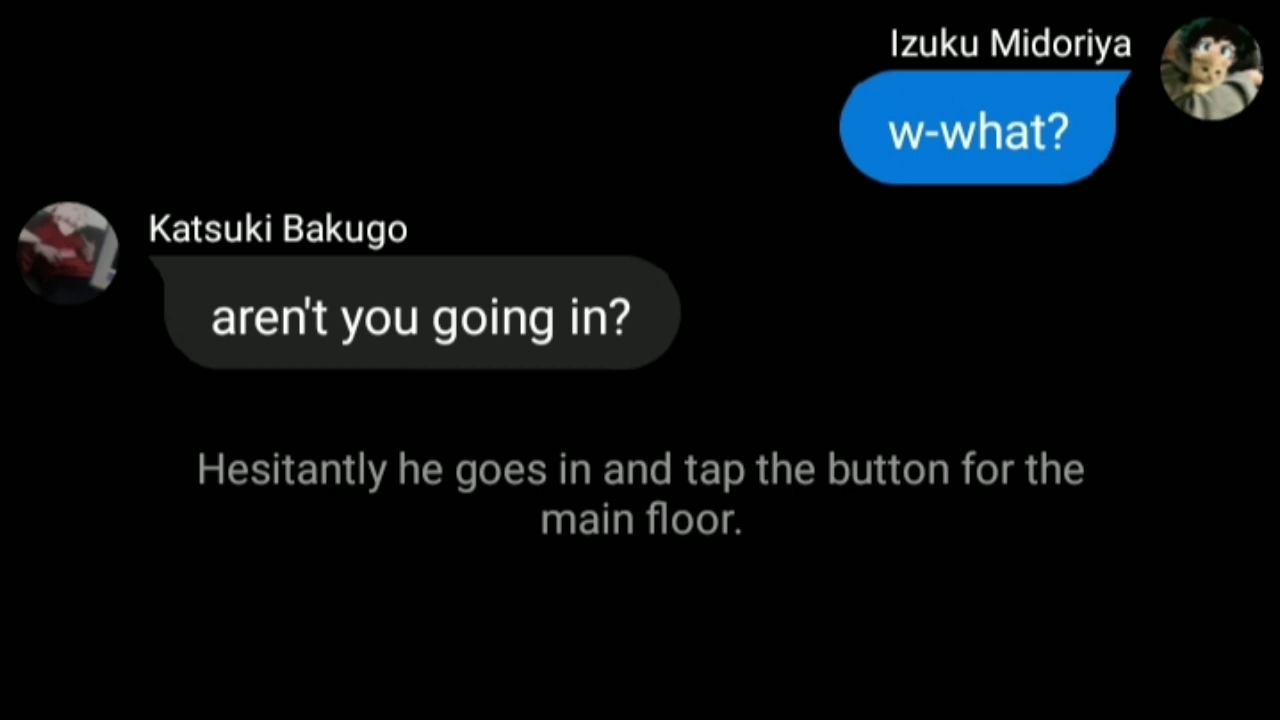 Izuku Midoriya
w-what?
Katsuki Bakugo
aren't you going in?
Hesitantly he goes in and tap the button for the
main floor.